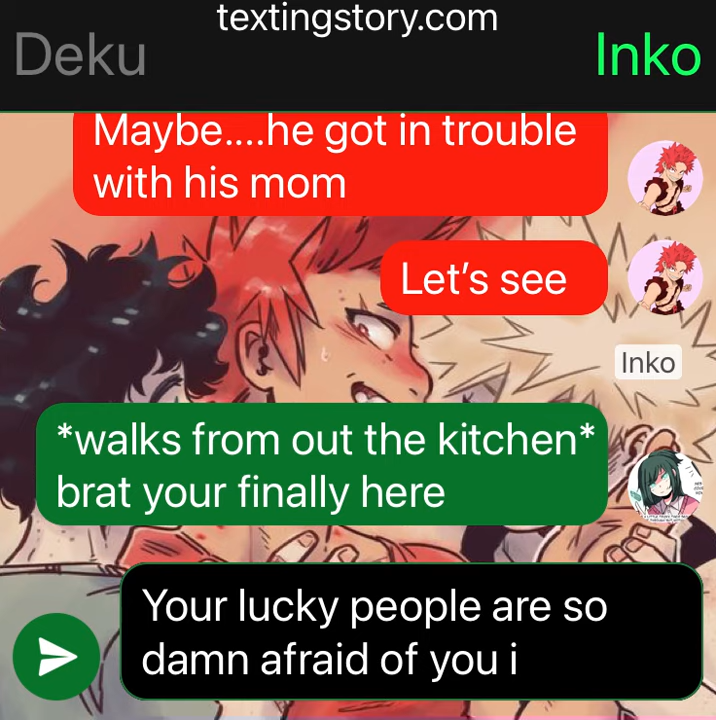 textingstory.com
Deku
Inko
Maybe....he got in trouble
with his mom
Let's see
Inko
*walks from out the kitchen*
brat your finally here
Your lucky people are so
damn afraid of you i